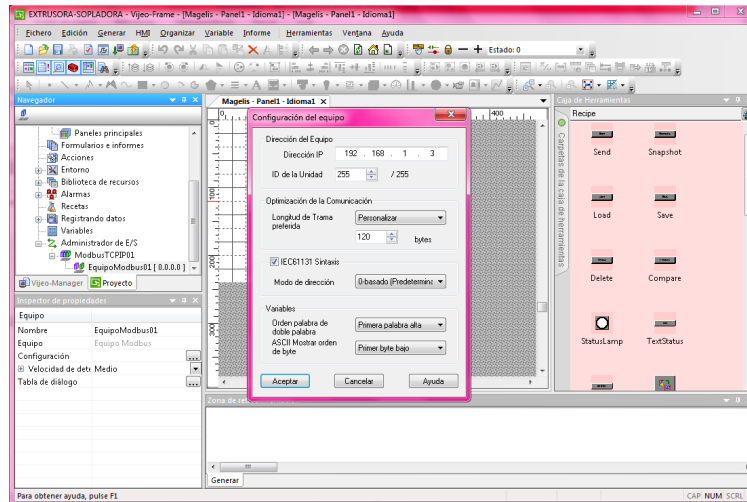 EXTRUSORA-SOPLADORA - Vijeo-Frame - [Magelis - Panel1 - Idioma1] - [Magelis - Panel1 - Idioma1]
Fichero Edición Generar HMI Organizar Variable Informe Herramientas Ventana Ayuda
Estado: 0
Navegador
Paneles principales
Formularios e informes
Acciones
Entorno
Biblioteca de recursos
Alarmas
Recetas
Registrando datos
Variables
Administrador de E/S
ModbusTCPIP01
EquipoModbus01 [ 0.0.0.0 ]
Vijeo-Manager Proyecto
Inspector de propiedades
Equipo
Nombre EquipoModbus01
Equipo Equipo Modbus
Configuración
Velocidad de dete Medio
Tabla de diálogo
Magelis - Panel1 - Idioma1 X
0
400
100
200
300
Configuración del equipo
Dirección del Equipo
Dirección IP 192 . 168 . 1 . 3
ID de la Unidad 255 / 255
Optimización de la Comunicación
Longitud de Trama preferida Personalizar
120 bytes
IEC61131 Sintaxis
Modo de dirección 0-basado (Predetermina
Variables
Orden palabra de doble palabra Primera palabra alta
ASCII Mostrar orden de byte Primer byte bajo
Aceptar Cancelar Ayuda
Zona de re
Generar
Caja de Herramientas
Recipe
Carpetas de la caja de herramientas
Send Snapshot
Load Save
Delete Compare
StatusLamp TextStatus
Para obtener ayuda, pulse F1
CAP NUM SCRL